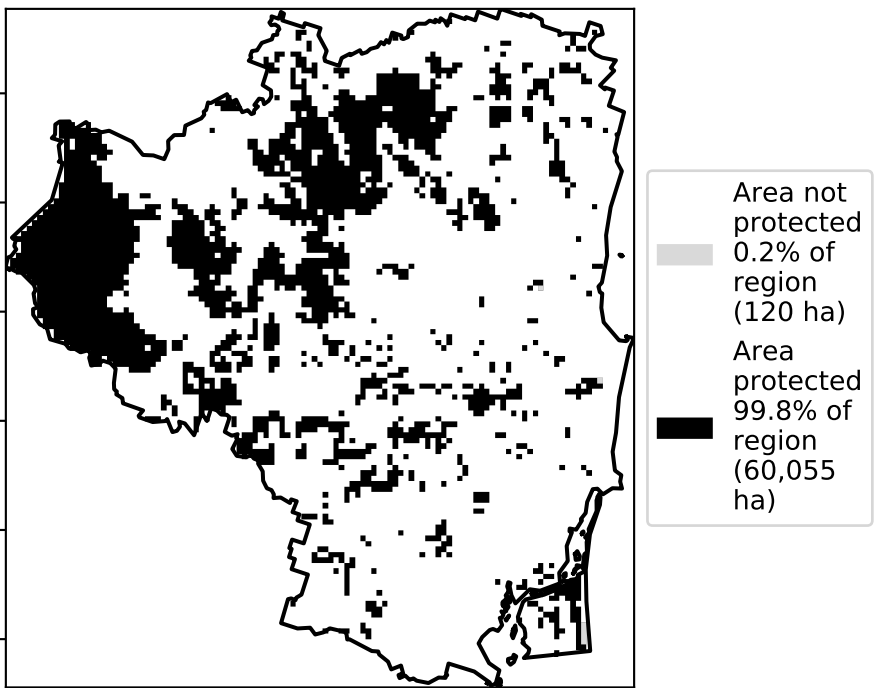 Area not
protected
0.2% of
region
(120 ha)
Area
protected
99.8% of
region
(60,055
ha)